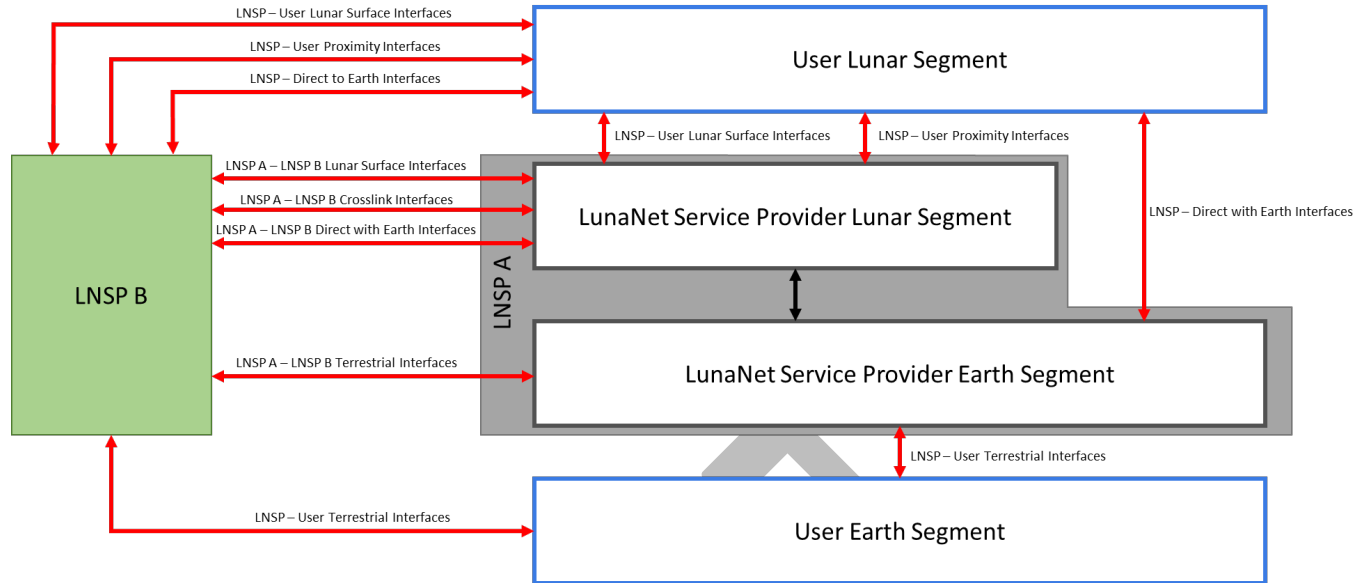 LNSP – User Lunar Surface Interfaces
LNSP – User Proximity Interfaces
LNSP – Direct to Earth Interfaces
User Lunar Segment
LNSP – User Lunar Surface Interfaces
LNSP – User Proximity Interfaces
LNSP A – LNSP B Lunar Surface Interfaces
LNSP A – LNSP B Crosslink Interfaces
LNSP A – LNSP B Direct with Earth Interfaces
LunaNet Service Provider Lunar Segment
LNSP – Direct with Earth Interfaces
LNSP B
LNSP A
LNSP A – LNSP B Terrestrial Interfaces
LunaNet Service Provider Earth Segment
LNSP – User Terrestrial Interfaces
LNSP – User Terrestrial Interfaces
User Earth Segment